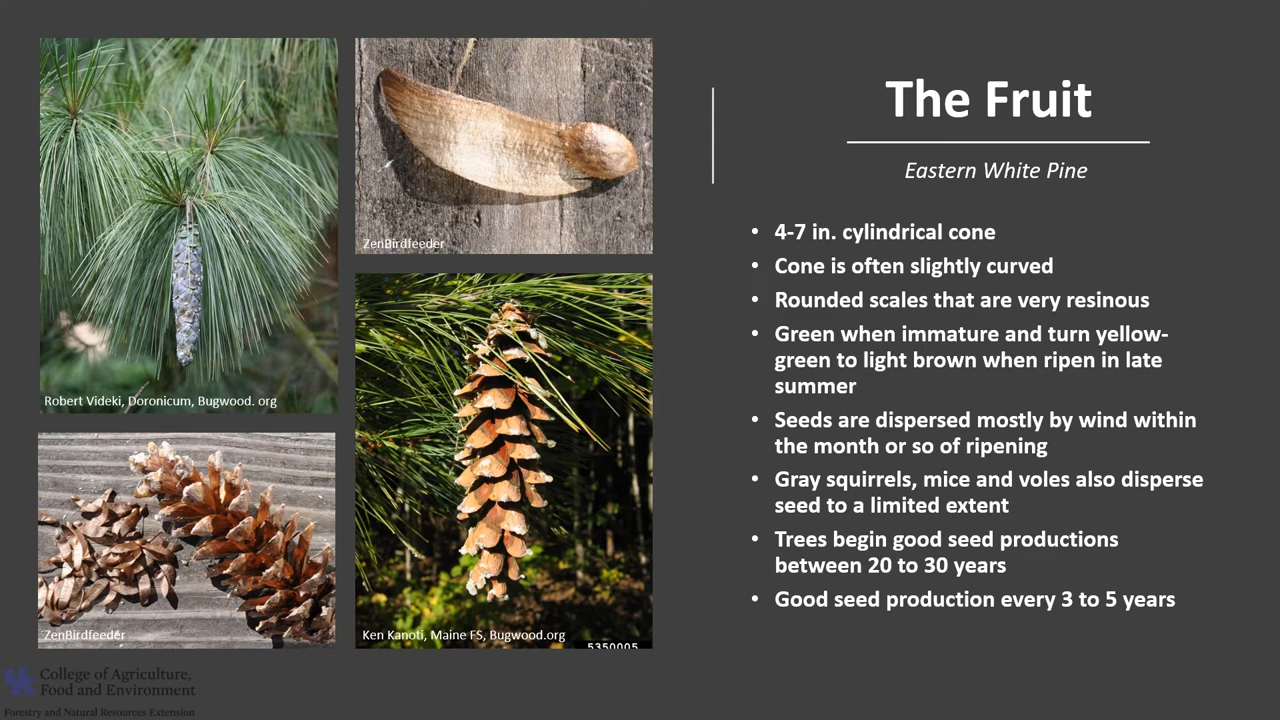 The Fruit
Eastern White Pine
• 4-7 in. cylindrical cone
• Cone is often slightly curved
• Rounded scales that are very resinous
• Green when immature and turn yellow-
green to light brown when ripen in late
summer
• Seeds are dispersed mostly by wind within
the month or so of ripening
• Gray squirrels, mice and voles also disperse
seed to a limited extent
• Trees begin good seed productions
between 20 to 30 years
• Good seed production every 3 to 5 years
ZenBirdfeeder
Robert Videki, Doronicum, Bugwood. org
ZenBirdfeeder
Ken Kanoti, Maine FS, Bugwood.org
5350005
UK
College of Agriculture,
Food and Environment
Forestry and Natural Resources Extension